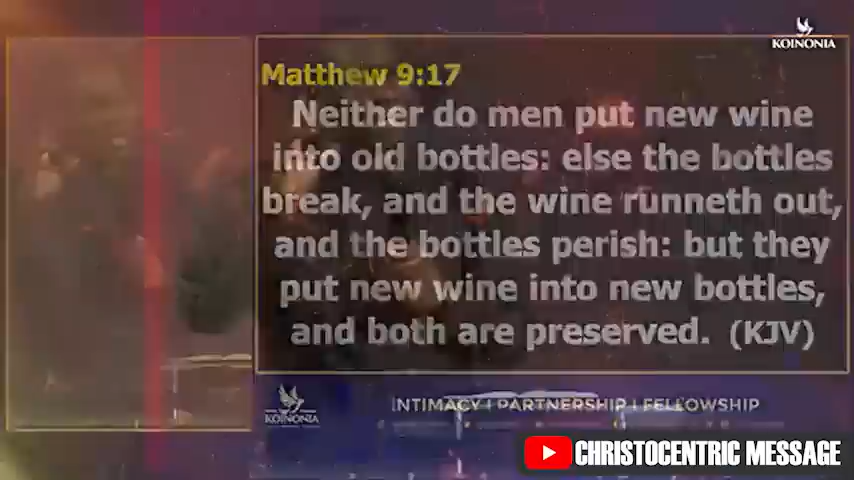 KOINONIA
Matthew 9:17
Neither do men put new wine
into old bottles: else the bottles
break, and the wine runneth out,
and the bottles perish: but they
put new wine into new bottles,
and both are preserved. (KJV)
KOINONIA
INTIMACY | PARTNERSHIP | FELLOWSHIP
CHRISTOCENTRIC MESSAGE